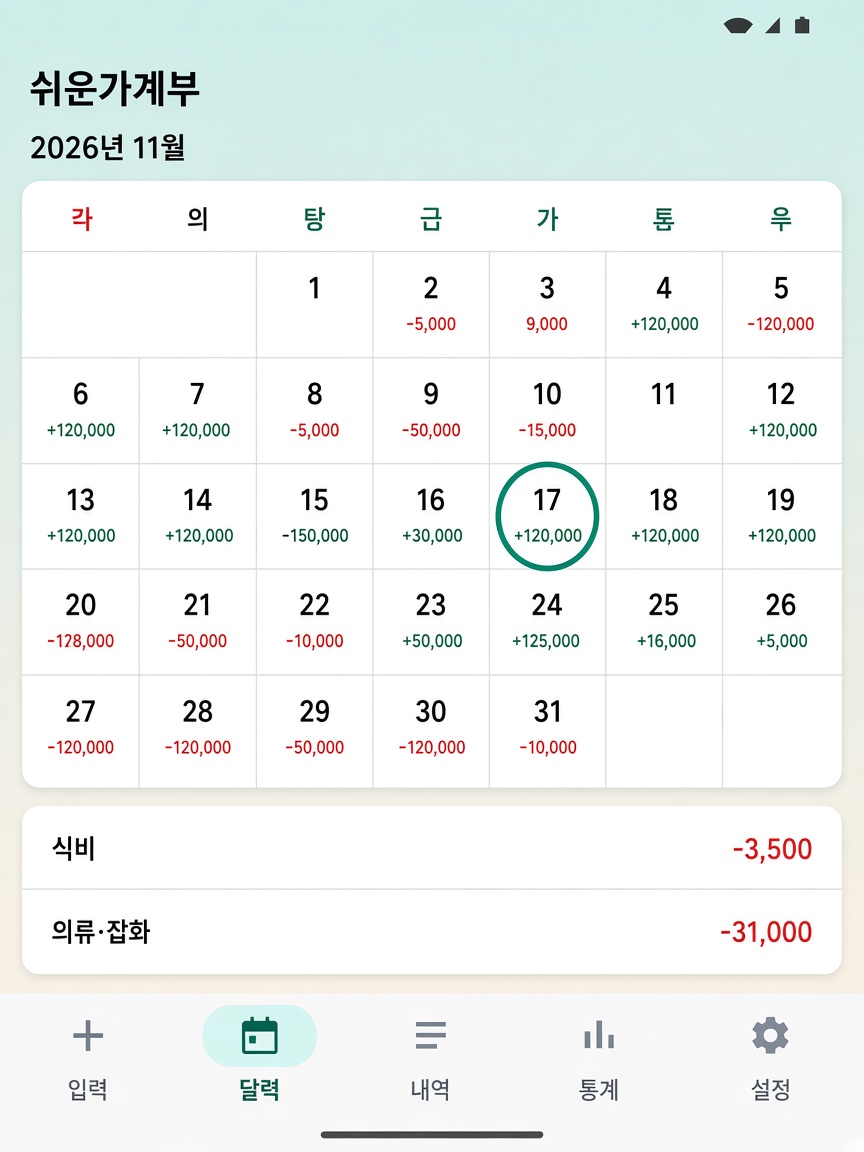 쉬운가계부
2026년 11월
각 의 탕 급 가 톰 우
1 2 3 4 5
-5,000 9,000 +120,000 -120,000
6 7 8 9 10 11 12
+120,000 +120,000 -5,000 -50,000 -15,000 +120,000
13 14 15 16 17 18 19
+120,000 +120,000 -150,000 +30,000 +120,000 +120,000 +120,000
20 21 22 23 24 25 26
-128,000 -50,000 -10,000 +50,000 +125,000 +16,000 +5,000
27 28 29 30 31
-120,000 -120,000 -50,000 -120,000 -10,000
식비 -3,500
의류·잡화 -31,000
입력 달력 내역 통계 설정